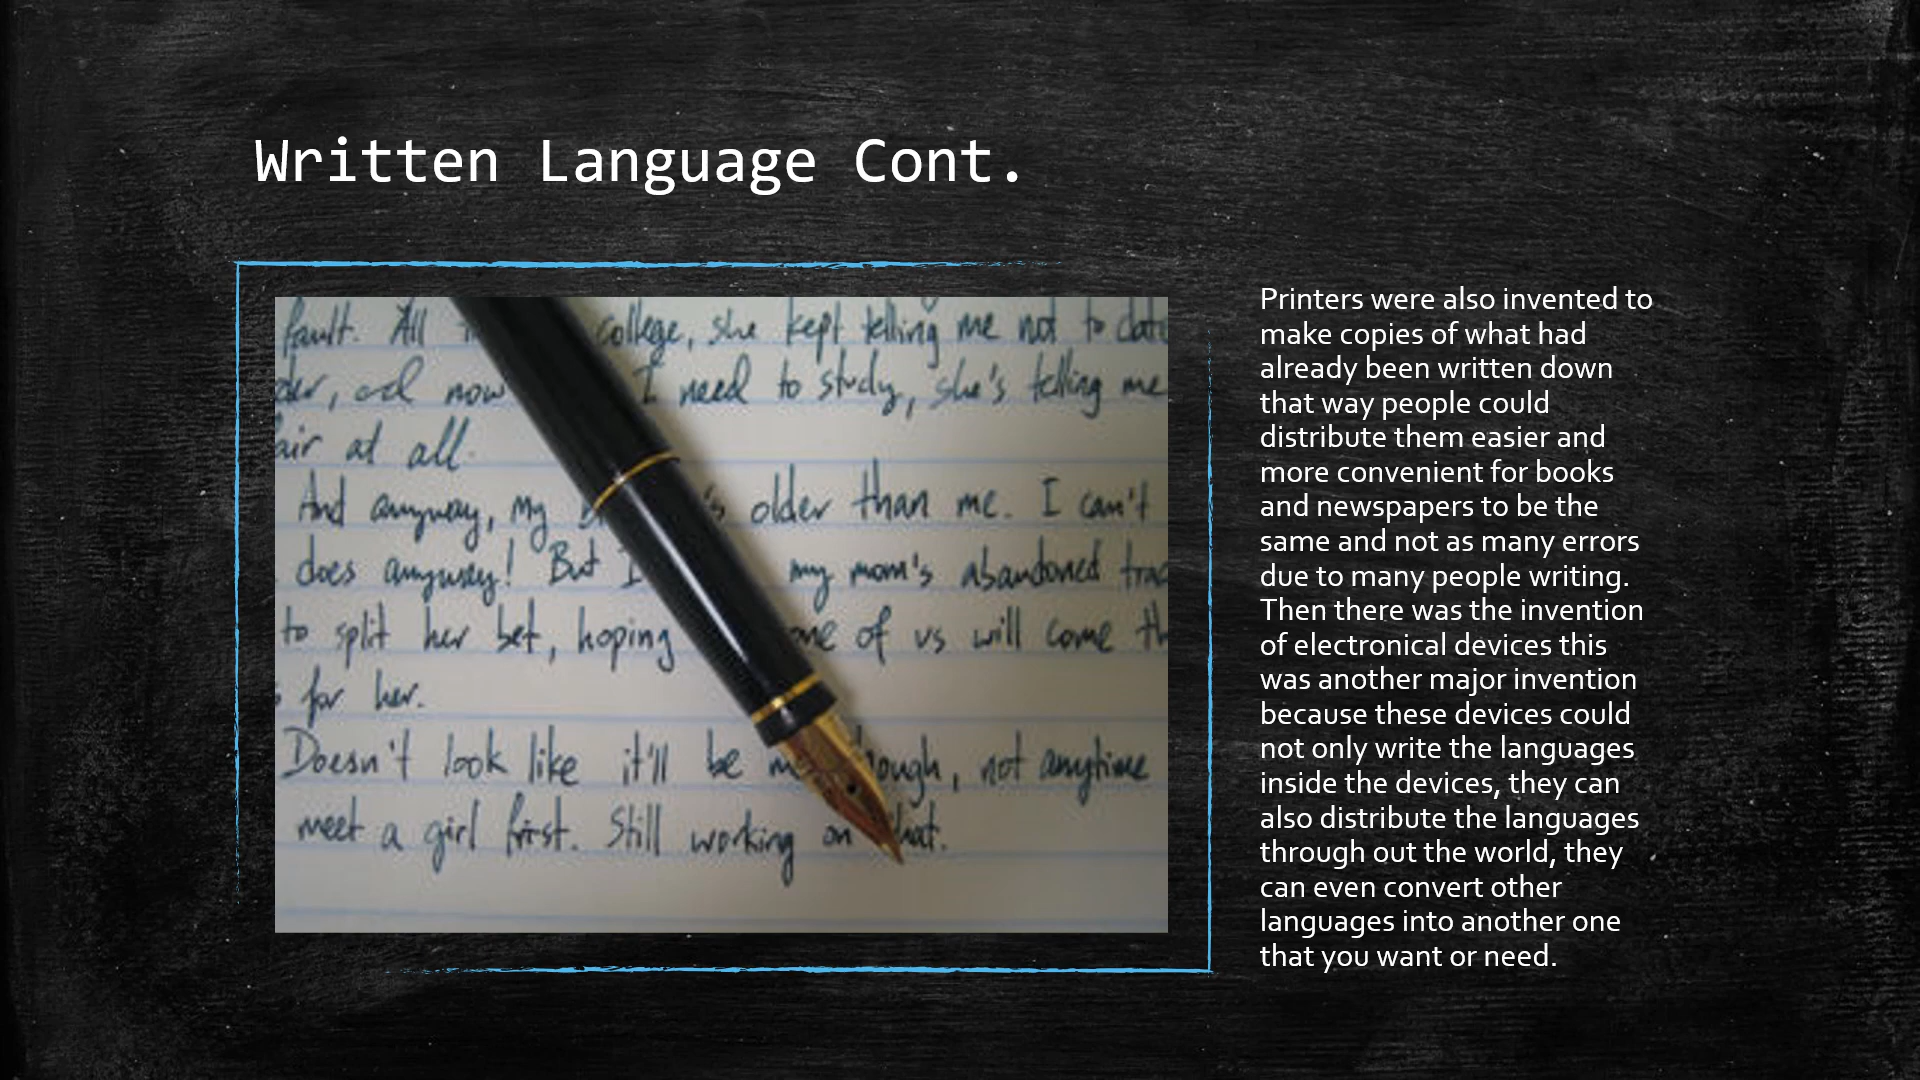 Written Language Cont.
fault. All college, she kept telling me not to
and now I need to study, she's telling me
at all.
And anyway, my older than me. I can't
does anyway! But I my mom's abandoned
to split her bet, hoping of us will come
for her.
Doesn't look like it'll be not anytime
meet a girl first. Still working on
Printers were also invented to
make copies of what had
already been written down
that way people could
distribute them easier and
more convenient for books
and newspapers to be the
same and not as many errors
due to many people writing.
Then there was the invention
of electronical devices this
was another major invention
because these devices could
not only write the languages
inside the devices, they can
also distribute the languages
through out the world, they
can even convert other
languages into another one
that you want or need.